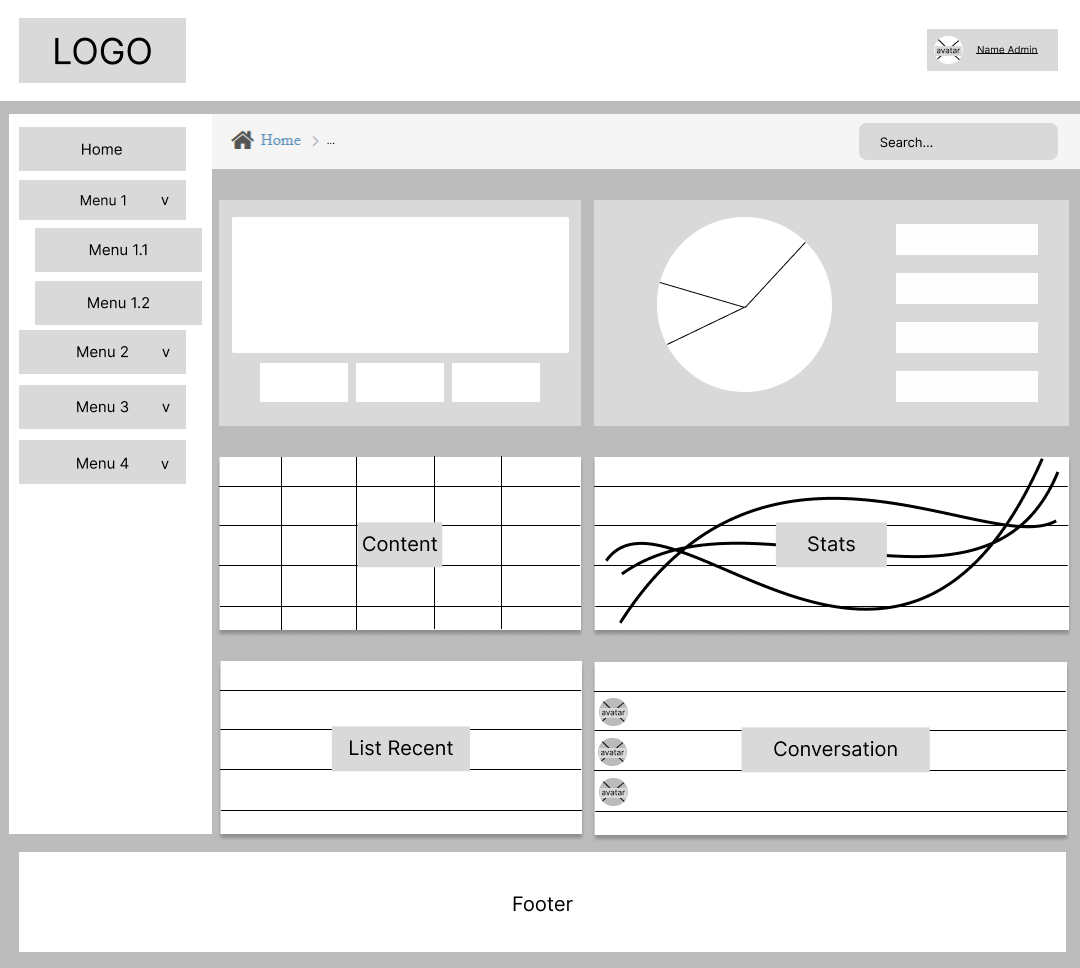 LOGO
avatar
Name Admin
Home
...
Search...
Home
Menu 1 v
Menu 1.1
Menu 1.2
Menu 2 v
Menu 3 v
Menu 4 v
Content
Stats
List Recent
avatar
avatar
Conversation
avatar
Footer